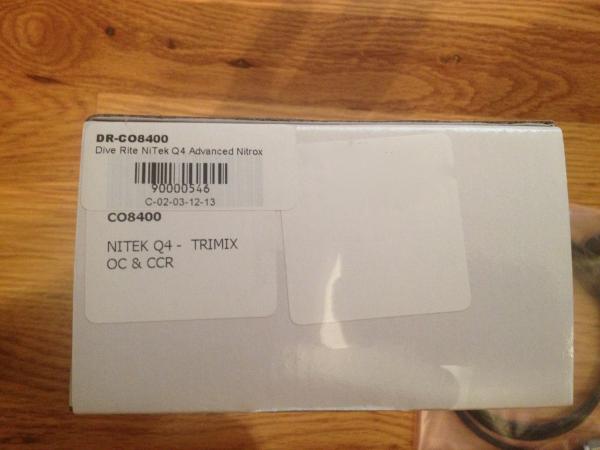 DR-CO8400
Dive Rite NiTek Q4 Advanced Nitrox
90000546
C-02-03-12-13
CO8400
NITEK Q4 - TRIMIX
OC & CCR